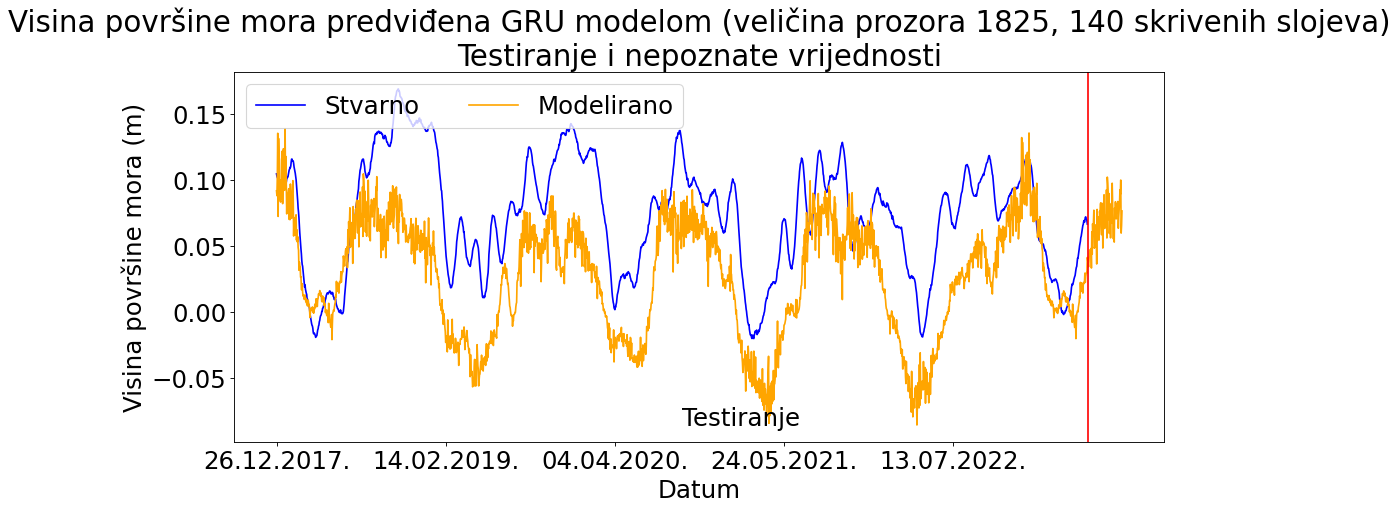 Visina površine mora predviđena GRU modelom (veličina prozora 1825, 140 skrivenih slojeva)
Testiranje i nepoznate vrijednosti
Stvarno Modelirano
Visina površine mora (m)
0.15
0.10
0.05
0.00
−0.05
Testiranje
26.12.2017. 14.02.2019. 04.04.2020. 24.05.2021. 13.07.2022.
Datum